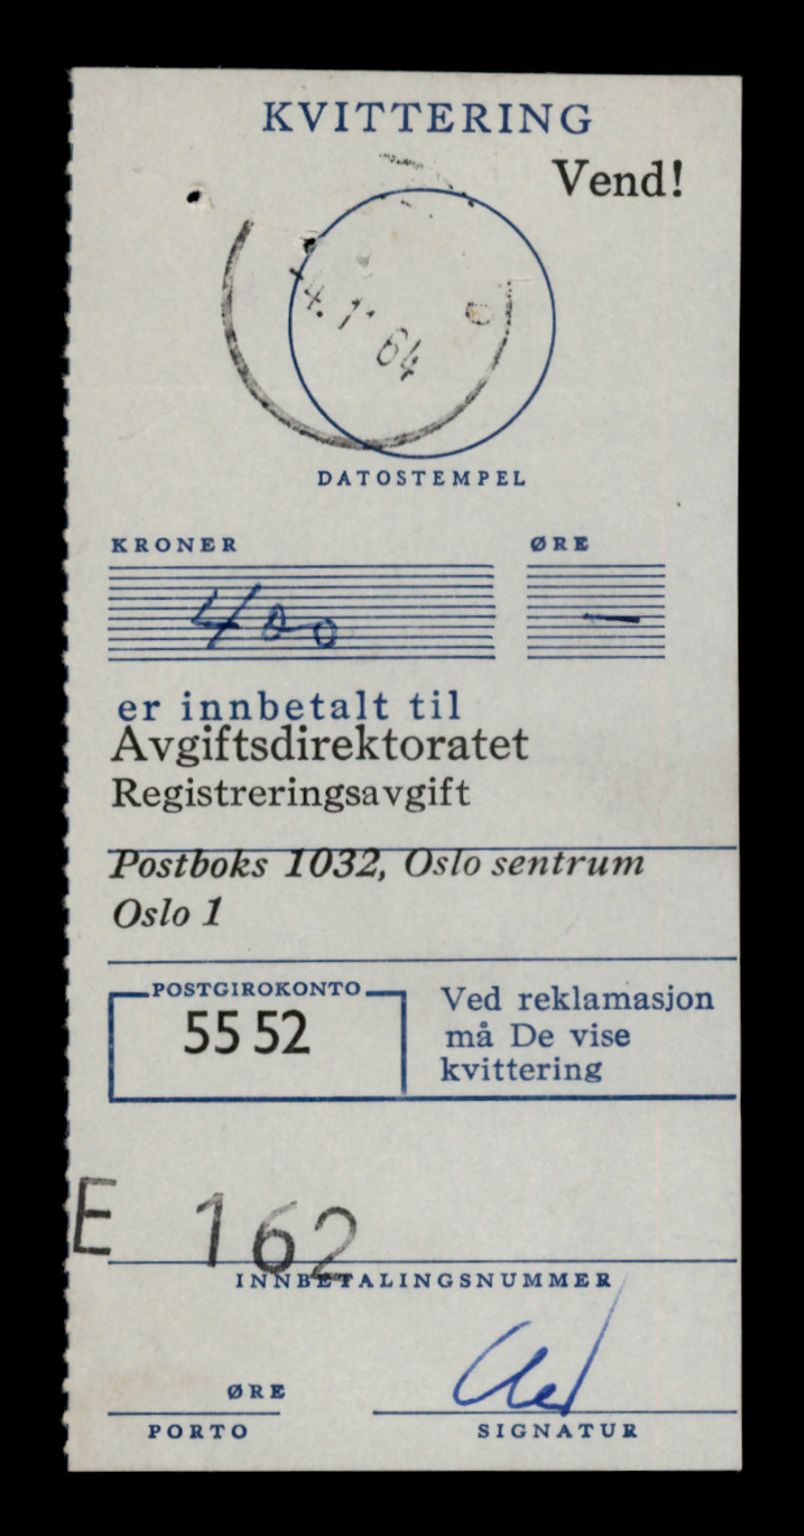 KVITTERING
Vend!
4. 11 64
DATOSTEMPEL
KRONER ØRE
400 —
er innbetalt til
Avgiftsdirektoratet
Registreringsavgift
Postboks 1032, Oslo sentrum
Oslo 1
POSTGIROKONTO
55 52
Ved reklamasjon
må De vise
kvittering
E 162
INNBETALINGSNUMMER
ØRE
PORTO
SIGNATUR